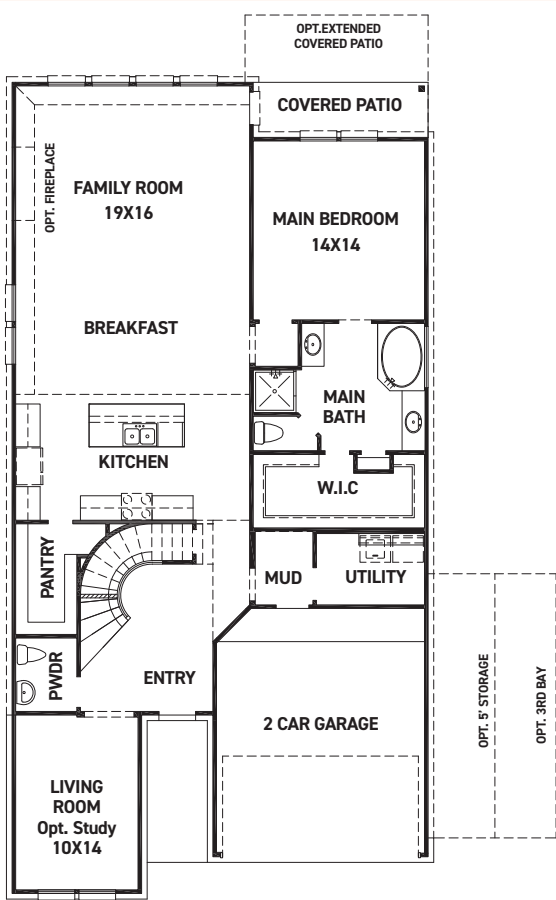 OPT.EXTENDED
COVERED PATIO
COVERED PATIO
OPT. FIREPLACE
FAMILY ROOM
19X16
MAIN BEDROOM
14X14
BREAKFAST
MAIN
BATH
KITCHEN
W.I.C
PANTRY
MUD
UTILITY
PWDR
ENTRY
2 CAR GARAGE
OPT. 5' STORAGE
OPT. 3RD BAY
LIVING
ROOM
Opt. Study
10X14